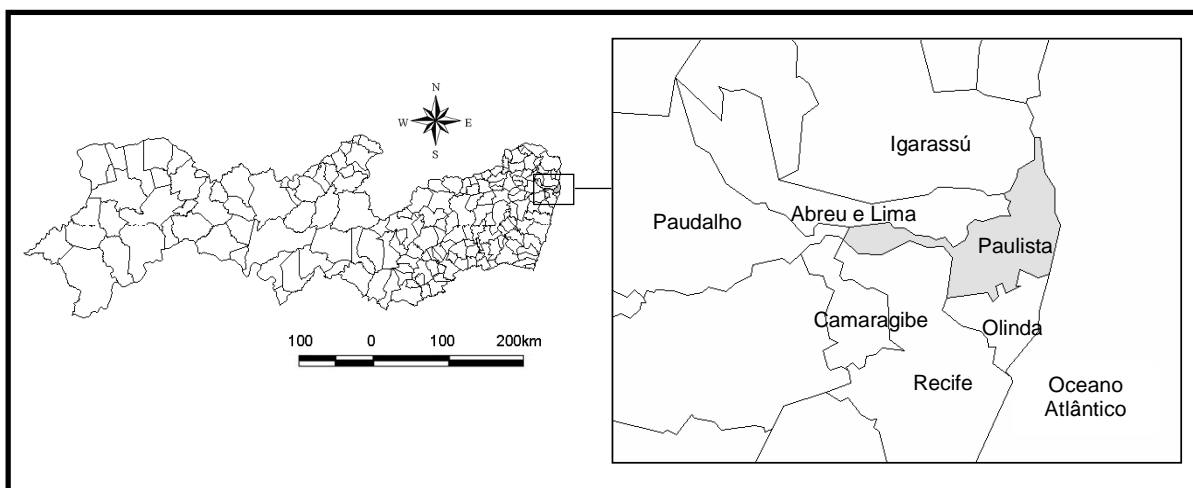 N
W
E
S
100
0
100
200km
Igarassú
Abreu e Lima
Paudalho
Paulista
Camaragibe
Olinda
Recife
Oceano
Atlântico